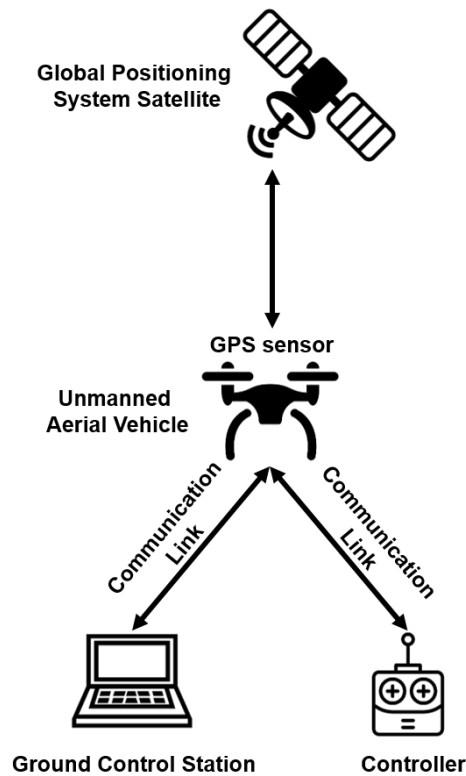 Global Positioning
System Satellite
GPS sensor
Unmanned
Aerial Vehicle
Communication
Link
Communication
Link
Ground Control Station
Controller